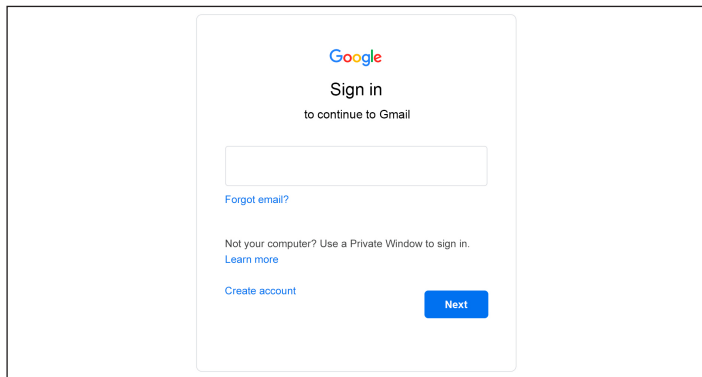 Google
Sign in
to continue to Gmail
Forgot email?
Not your computer? Use a Private Window to sign in.
Learn more
Create account
Next